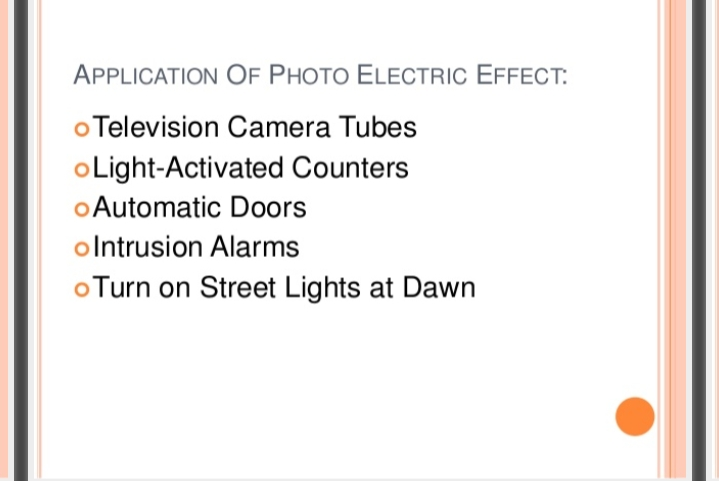 APPLICATION OF PHOTO ELECTRIC EFFECT:
Television Camera Tubes
Light-Activated Counters
Automatic Doors
Intrusion Alarms
Turn on Street Lights at Dawn